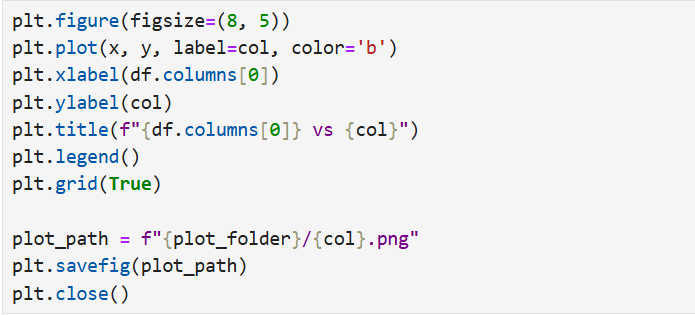 plt.figure(figsize=(8, 5))
plt.plot(x, y, label=col, color='b')
plt.xlabel(df.columns[0])
plt.ylabel(col)
plt.title(f"{df.columns[0]} vs {col}")
plt.legend()
plt.grid(True)

plot_path = f"{plot_folder}/{col}.png"
plt.savefig(plot_path)
plt.close()